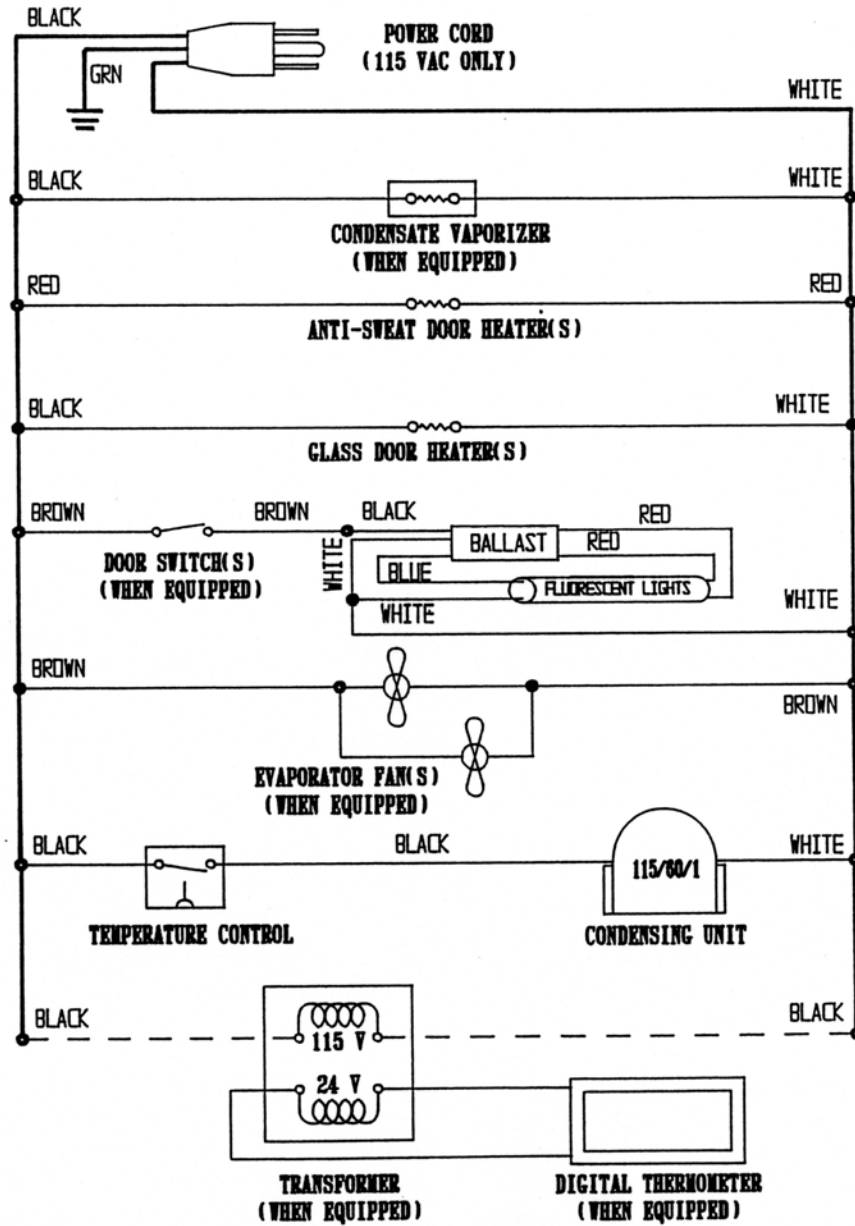 BLACK
POWER CORD
(115 VAC ONLY)
GRN
WHITE
BLACK
WHITE
CONDENSATE VAPORIZER
(WHEN EQUIPPED)
RED
RED
ANTI-SWEAT DOOR HEATER(S)
BLACK
WHITE
GLASS DOOR HEATER(S)
BROWN
BROWN
BLACK
RED
BALLAST
RED
DOOR SWITCH(S)
(WHEN EQUIPPED)
WHITE
BLUE
FLUORESCENT LIGHTS
WHITE
WHITE
BROWN
BROWN
EVAPORATOR FAN(S)
(WHEN EQUIPPED)
BLACK
BLACK
WHITE
115/60/1
TEMPERATURE CONTROL
CONDENSING UNIT
BLACK
BLACK
115 V
24 V
TRANSFORMER
(WHEN EQUIPPED)
DIGITAL THERMOMETER
(WHEN EQUIPPED)